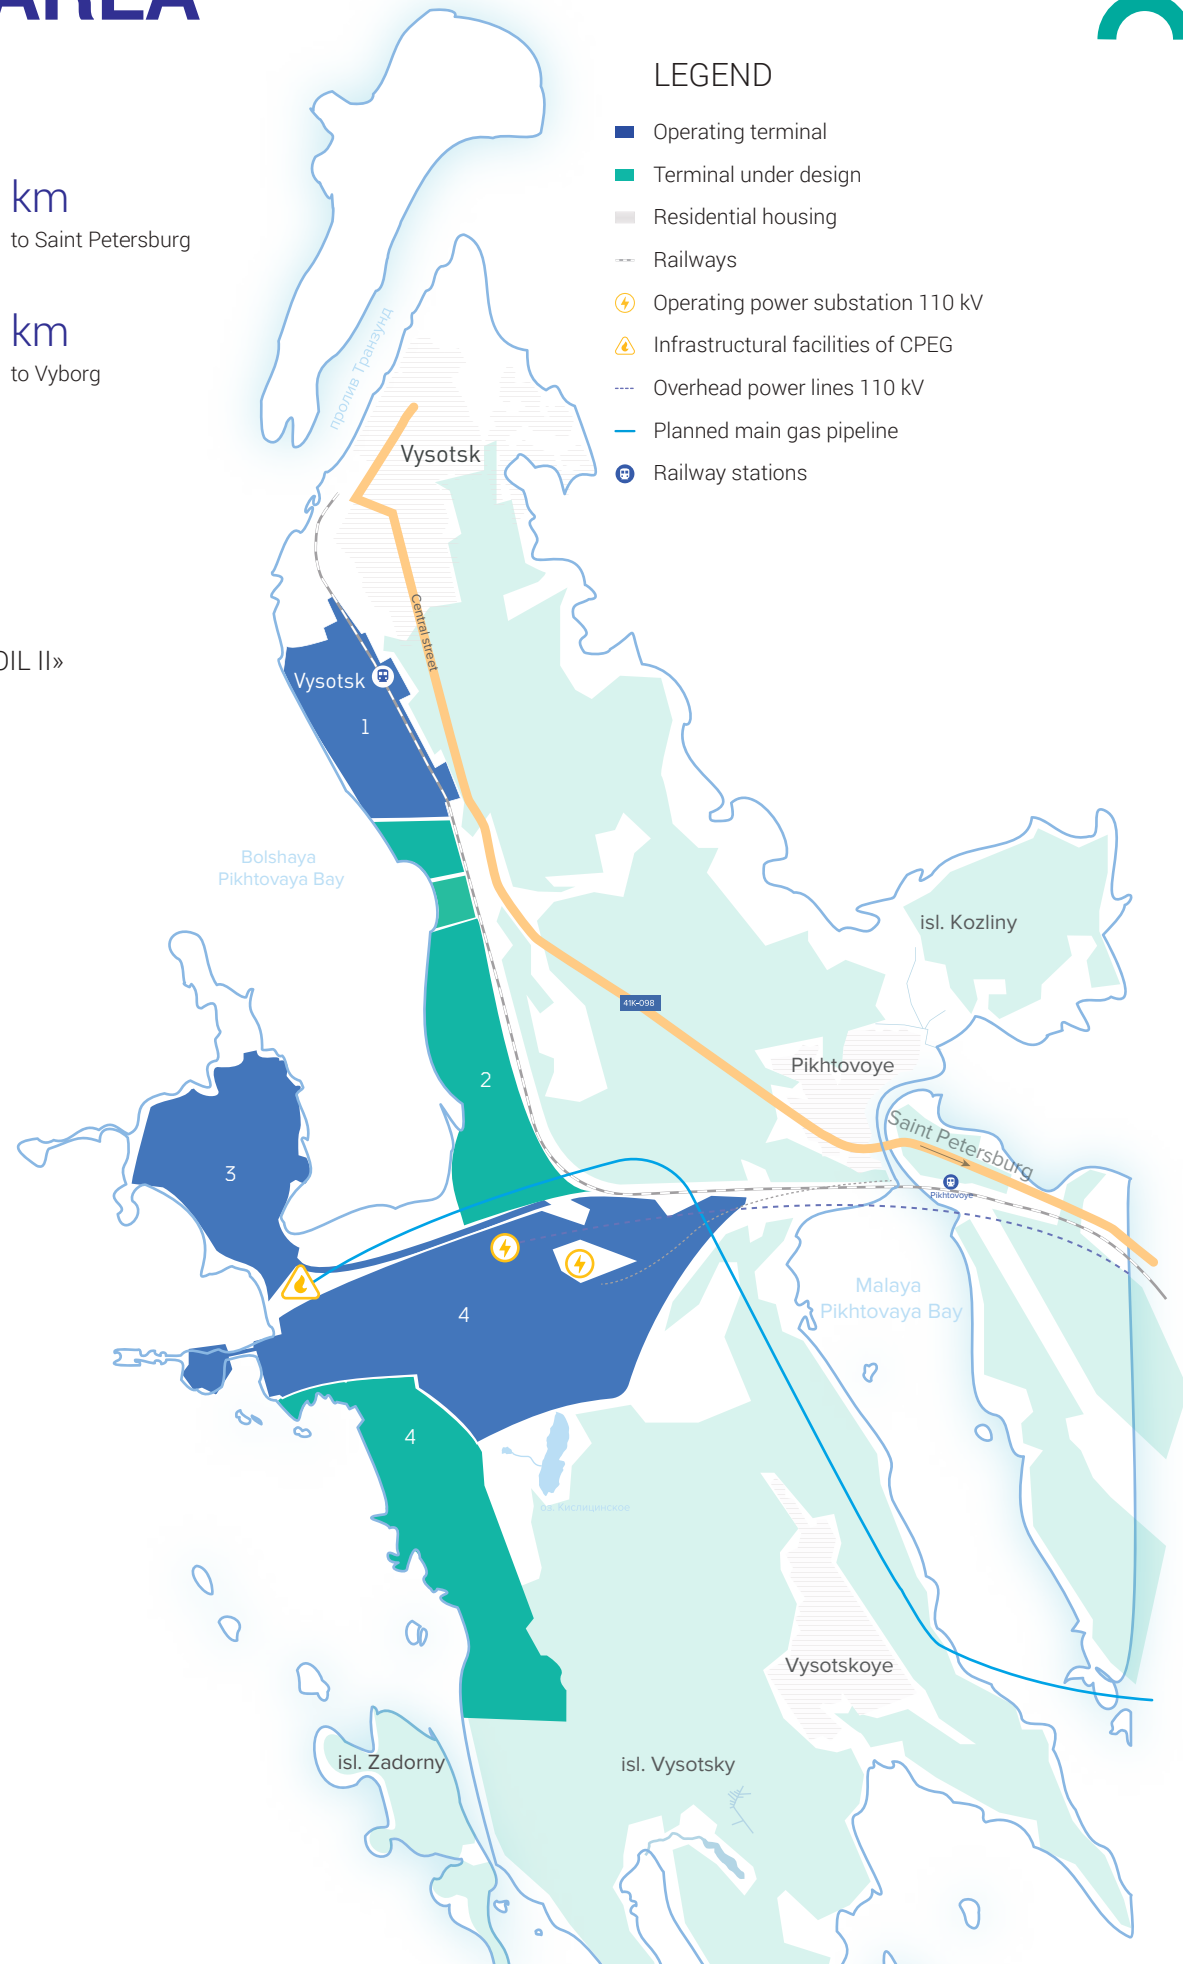 AREA
km
to Saint Petersburg
km
to Vyborg
OIL II»
LEGEND
Operating terminal
Terminal under design
Residential housing
Railways
Operating power substation 110 kV
Infrastructural facilities of CPEG
Overhead power lines 110 kV
Planned main gas pipeline
Railway stations
пролив Транзунд
Vysotsk
Central street
Vysotsk
1
Bolshaya
Pikhtovaya Bay
isl. Kozliny
41K-098
Pikhtovoye
2
Saint Petersburg
3
Pikhtovoye
Malaya
Pikhtovaya Bay
4
4
оз. Кислицинское
Vysotskoye
isl. Zadorny
isl. Vysotsky